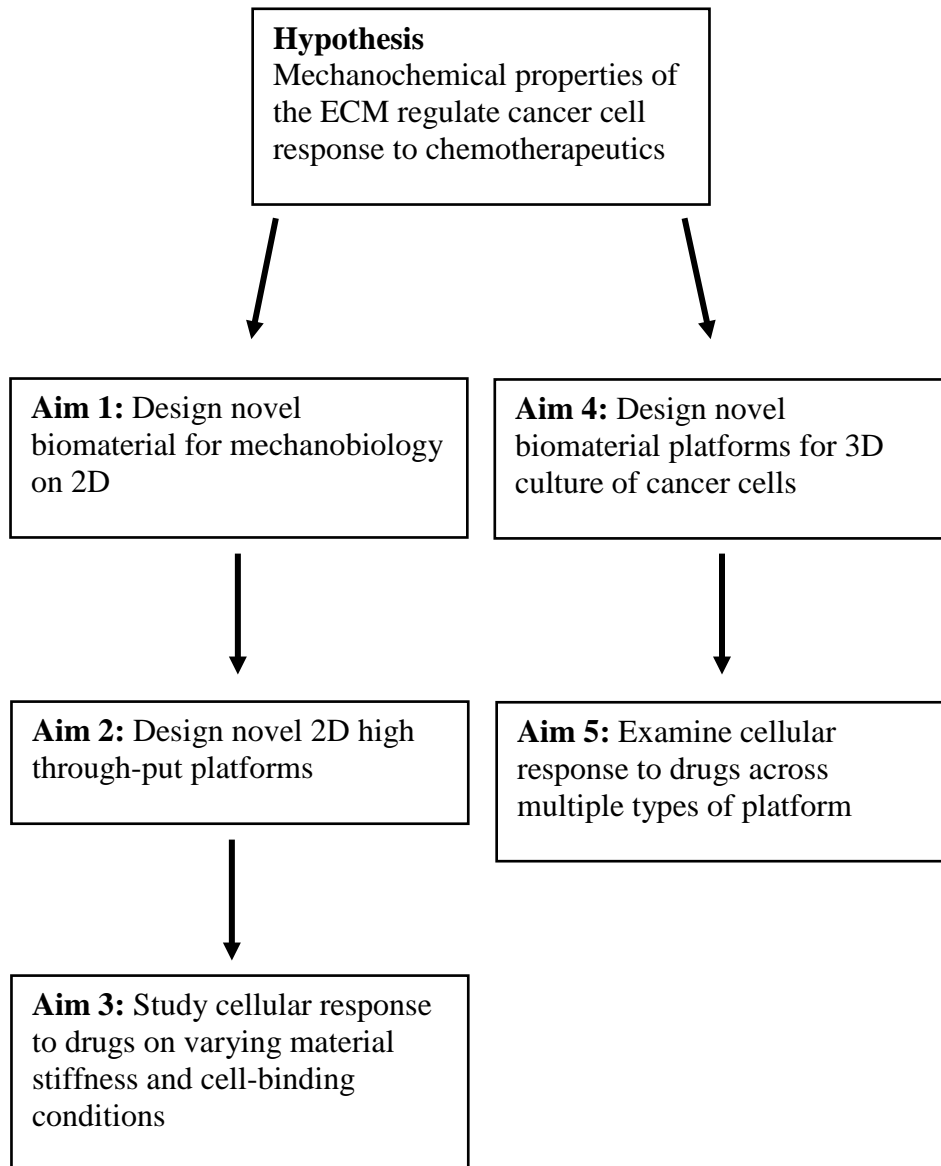 Hypothesis
Mechanochemical properties of
the ECM regulate cancer cell
response to chemotherapeutics
Aim 1: Design novel
biomaterial for mechanobiology
on 2D
Aim 2: Design novel 2D high
through-put platforms
Aim 3: Study cellular response
to drugs on varying material
stiffness and cell-binding
conditions
Aim 4: Design novel
biomaterial platforms for 3D
culture of cancer cells
Aim 5: Examine cellular
response to drugs across
multiple types of platform